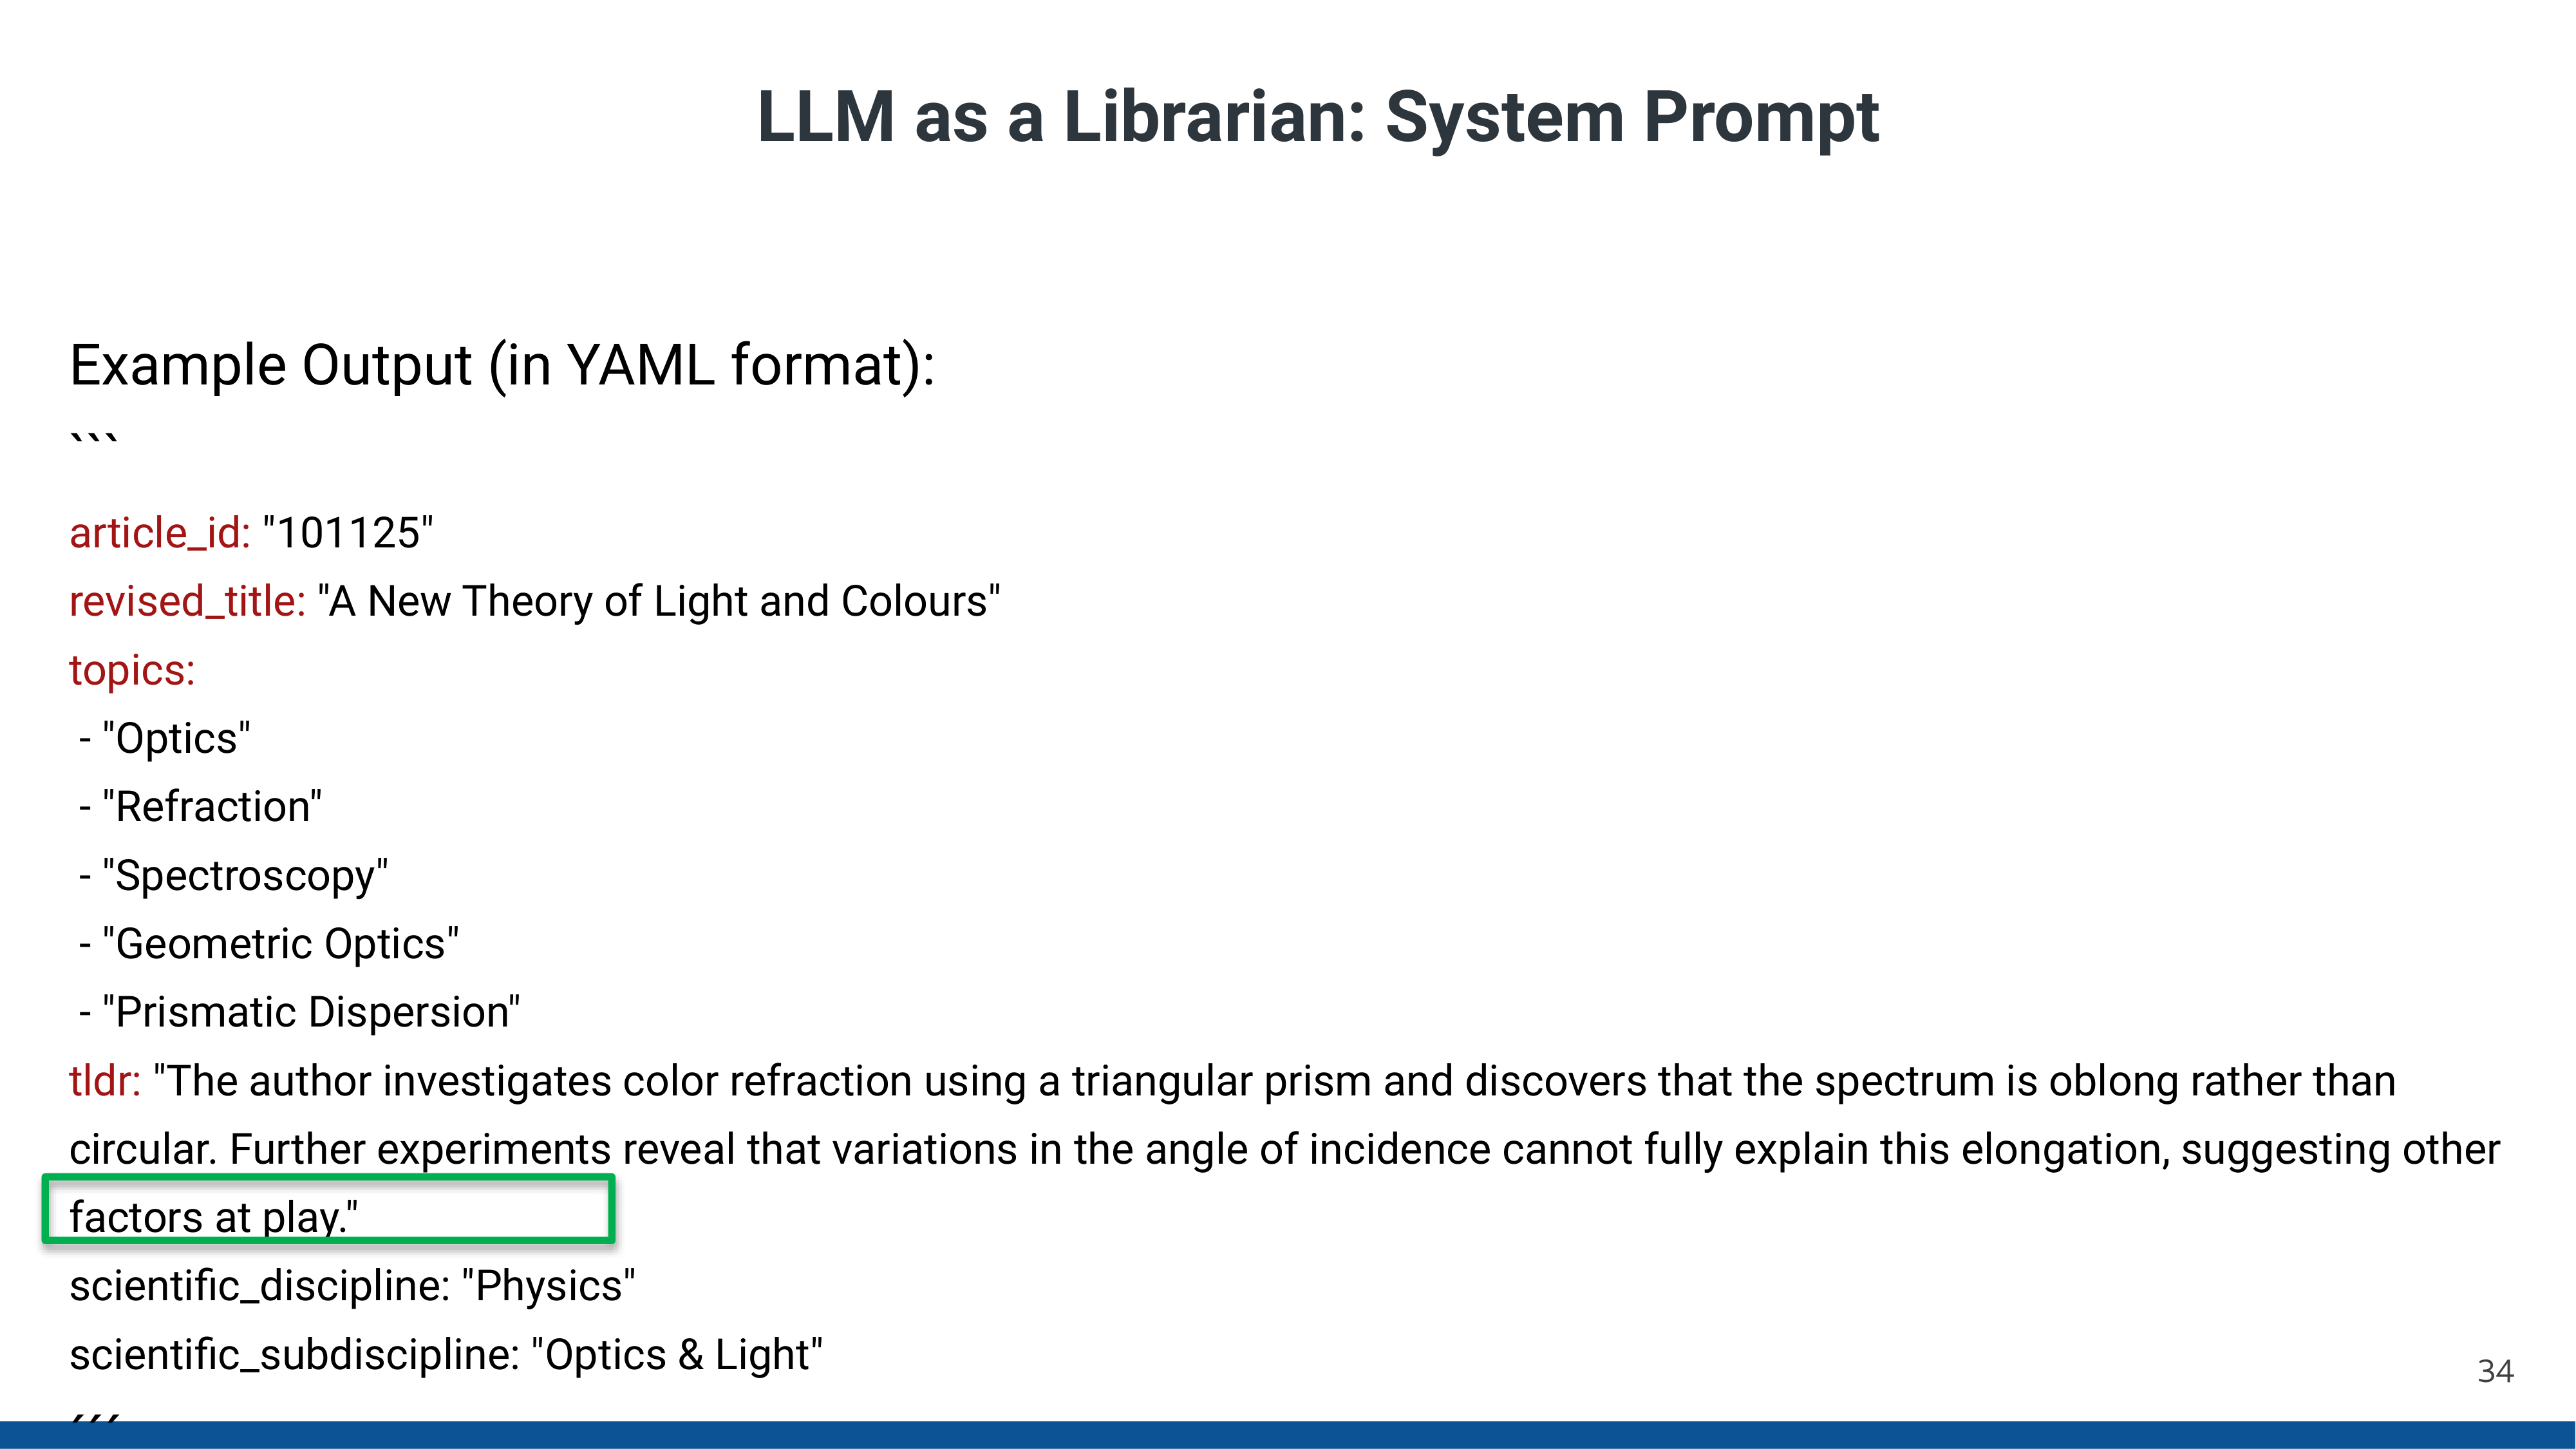 LLM as a Librarian: System Prompt
Example Output (in YAML format):
```
article_id: "101125"
revised_title: "A New Theory of Light and Colours"
topics:
- "Optics"
- "Refraction"
- "Spectroscopy"
- "Geometric Optics"
- "Prismatic Dispersion"
tldr: "The author investigates color refraction using a triangular prism and discovers that the spectrum is oblong rather than
circular. Further experiments reveal that variations in the angle of incidence cannot fully explain this elongation, suggesting other
factors at play."
scientific_discipline: "Physics"
scientific_subdiscipline: "Optics & Light"
34
´´´